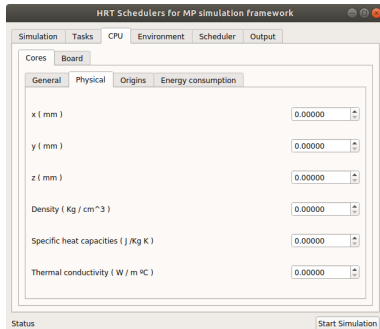 HRT Schedulers for MP simulation framework
Simulation Tasks CPU Environment Scheduler Output
Cores Board
General Physical Origins Energy consumption
x ( mm ) 0.00000
y ( mm ) 0.00000
z ( mm ) 0.00000
Density ( Kg / cm^3 ) 0.00000
Specific heat capacities ( J /Kg K ) 0.00000
Thermal conductivity ( W / m ºC ) 0.00000
Status Start Simulation